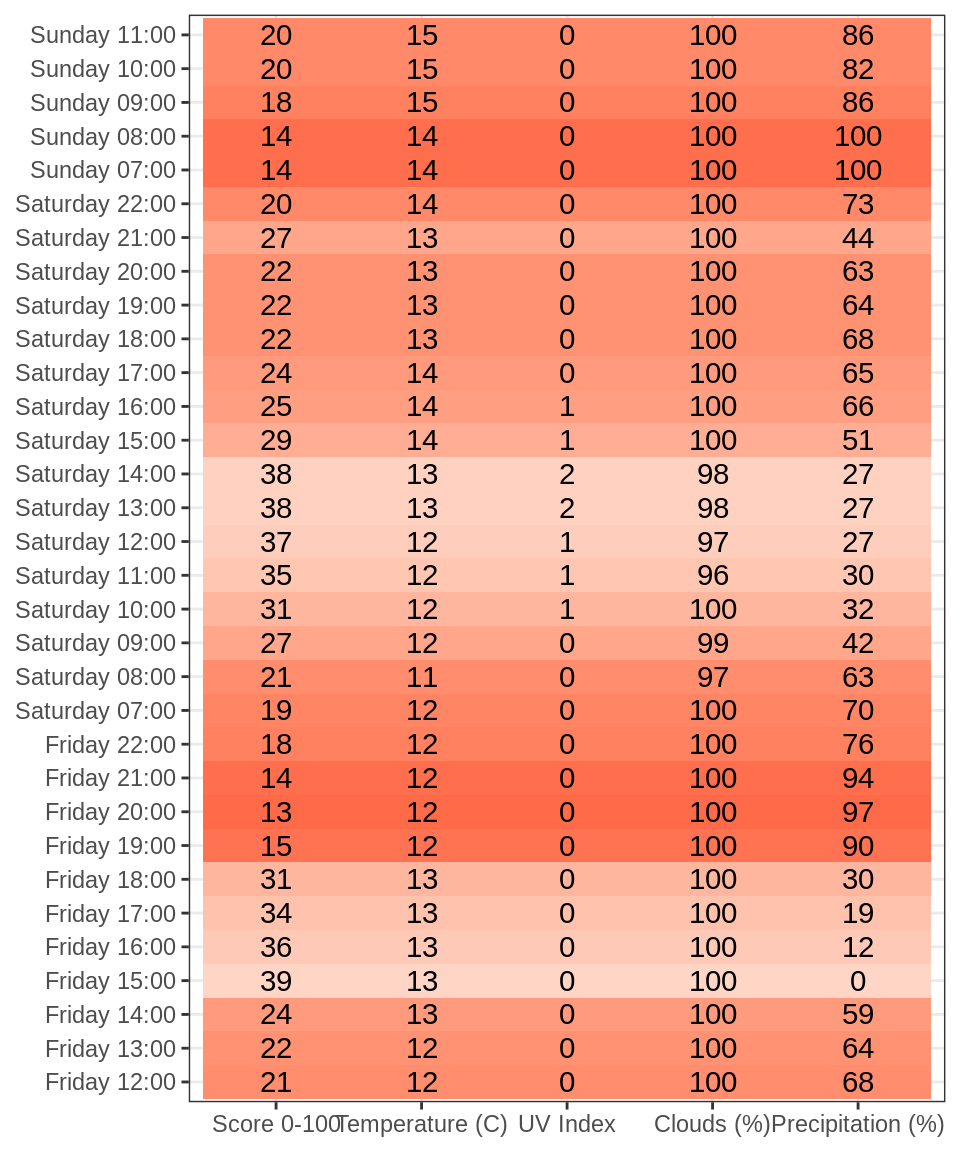 Sunday 11:00 20 15 0 100 86
Sunday 10:00 20 15 0 100 82
Sunday 09:00 18 15 0 100 86
Sunday 08:00 14 14 0 100 100
Sunday 07:00 14 14 0 100 100
Saturday 22:00 20 14 0 100 73
Saturday 21:00 27 13 0 100 44
Saturday 20:00 22 13 0 100 63
Saturday 19:00 22 13 0 100 64
Saturday 18:00 22 13 0 100 68
Saturday 17:00 24 14 0 100 65
Saturday 16:00 25 14 1 100 66
Saturday 15:00 29 14 1 100 51
Saturday 14:00 38 13 2 98 27
Saturday 13:00 38 13 2 98 27
Saturday 12:00 37 12 1 97 27
Saturday 11:00 35 12 1 96 30
Saturday 10:00 31 12 1 100 32
Saturday 09:00 27 12 0 99 42
Saturday 08:00 21 11 0 97 63
Saturday 07:00 19 12 0 100 70
Friday 22:00 18 12 0 100 76
Friday 21:00 14 12 0 100 94
Friday 20:00 13 12 0 100 97
Friday 19:00 15 12 0 100 90
Friday 18:00 31 13 0 100 30
Friday 17:00 34 13 0 100 19
Friday 16:00 36 13 0 100 12
Friday 15:00 39 13 0 100 0
Friday 14:00 24 13 0 100 59
Friday 13:00 22 12 0 100 64
Friday 12:00 21 12 0 100 68
Score 0-100 Temperature (C) UV Index Clouds (%) Precipitation (%)